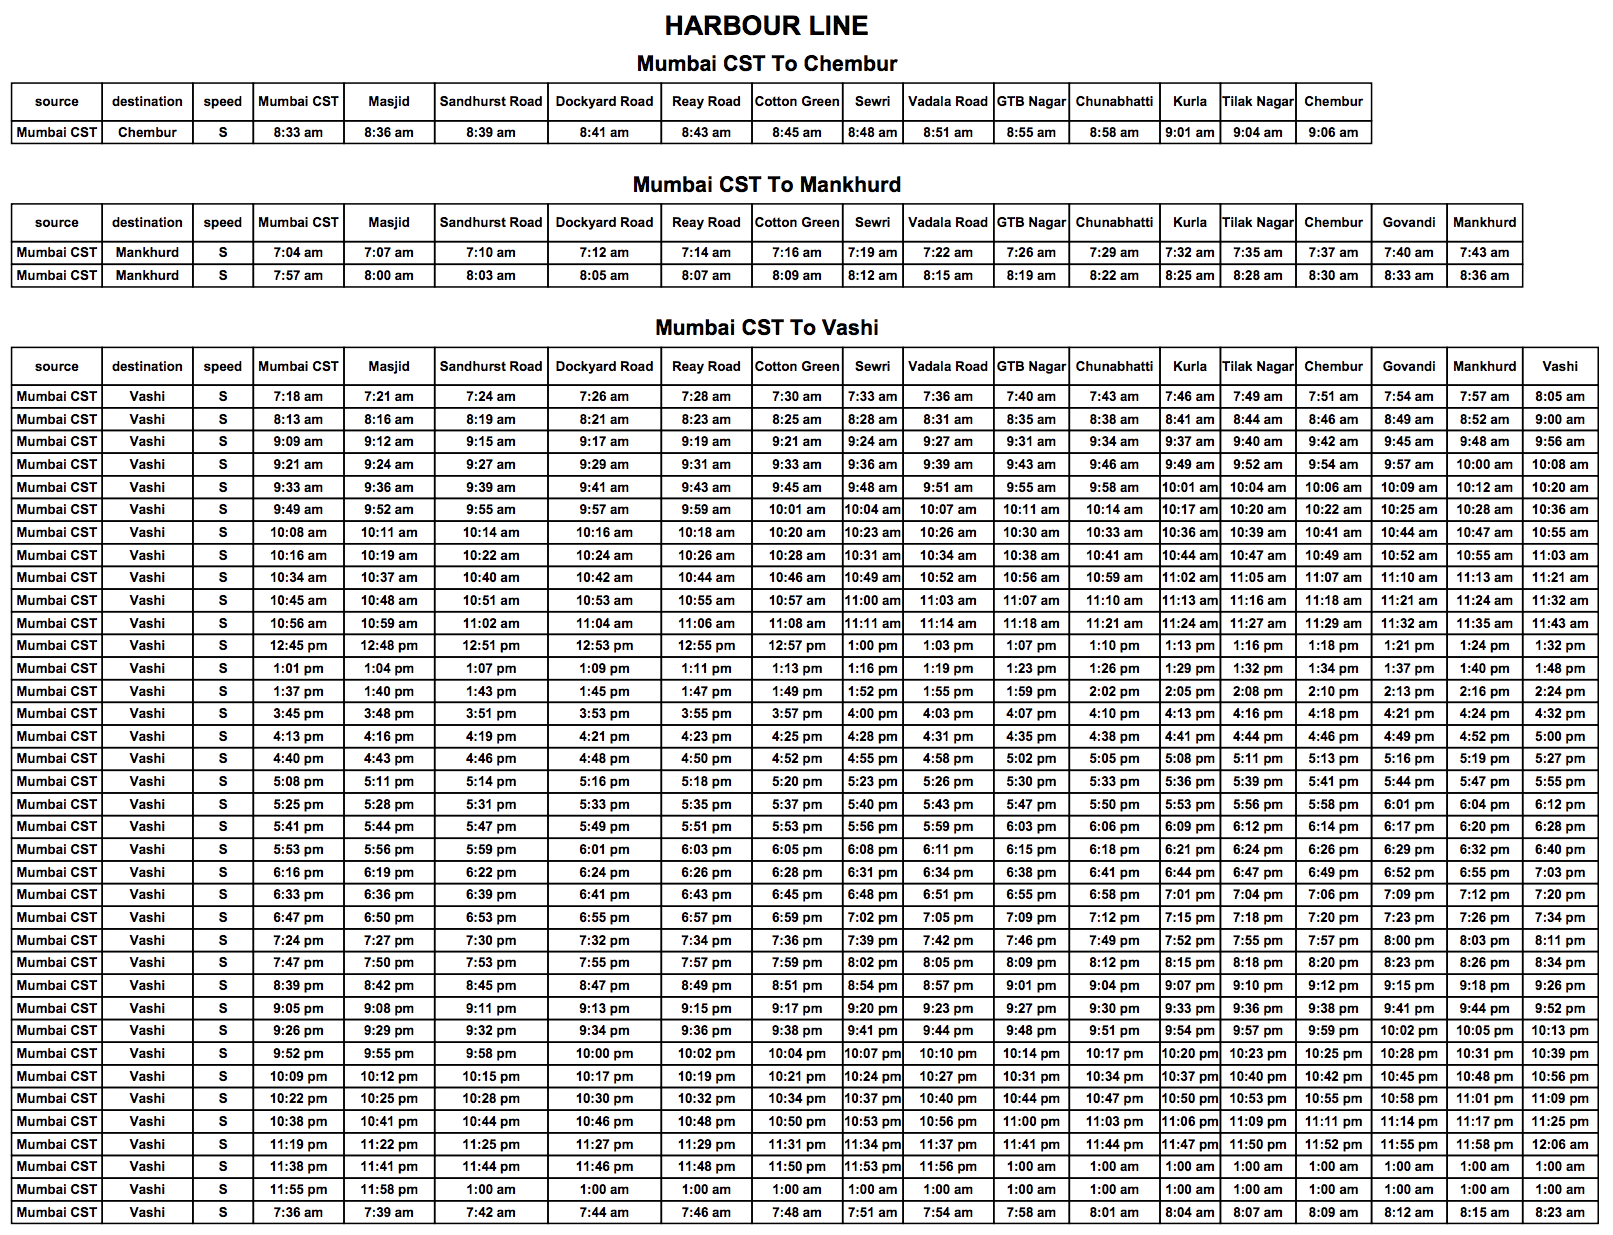 HARBOUR LINE
Mumbai CST To Chembur
source destination speed Mumbai CST Masjid Sandhurst Road Dockyard Road Reay Road Cotton Green Sewri Vadala Road GTB Nagar Chunabhatti Kurla Tilak Nagar Chembur
Mumbai CST Chembur S 8:33 am 8:36 am 8:39 am 8:41 am 8:43 am 8:45 am 8:48 am 8:51 am 8:55 am 8:58 am 9:01 am 9:04 am 9:06 am
Mumbai CST To Mankhurd
source destination speed Mumbai CST Masjid Sandhurst Road Dockyard Road Reay Road Cotton Green Sewri Vadala Road GTB Nagar Chunabhatti Kurla Tilak Nagar Chembur Govandi Mankhurd
Mumbai CST Mankhurd S 7:04 am 7:07 am 7:10 am 7:12 am 7:14 am 7:16 am 7:19 am 7:22 am 7:26 am 7:29 am 7:32 am 7:35 am 7:37 am 7:40 am 7:43 am
Mumbai CST Mankhurd S 7:57 am 8:00 am 8:03 am 8:05 am 8:07 am 8:09 am 8:12 am 8:15 am 8:19 am 8:22 am 8:25 am 8:28 am 8:30 am 8:33 am 8:36 am
Mumbai CST To Vashi
source destination speed Mumbai CST Masjid Sandhurst Road Dockyard Road Reay Road Cotton Green Sewri Vadala Road GTB Nagar Chunabhatti Kurla Tilak Nagar Chembur Govandi Mankhurd Vashi
Mumbai CST Vashi S 7:18 am 7:21 am 7:24 am 7:26 am 7:28 am 7:30 am 7:33 am 7:36 am 7:40 am 7:43 am 7:46 am 7:49 am 7:51 am 7:54 am 7:57 am 8:05 am
Mumbai CST Vashi S 8:13 am 8:16 am 8:19 am 8:21 am 8:23 am 8:25 am 8:28 am 8:31 am 8:35 am 8:38 am 8:41 am 8:44 am 8:46 am 8:49 am 8:52 am 9:00 am
Mumbai CST Vashi S 9:09 am 9:12 am 9:15 am 9:17 am 9:19 am 9:21 am 9:24 am 9:27 am 9:31 am 9:34 am 9:37 am 9:40 am 9:42 am 9:45 am 9:48 am 9:56 am
Mumbai CST Vashi S 9:21 am 9:24 am 9:27 am 9:29 am 9:31 am 9:33 am 9:36 am 9:39 am 9:43 am 9:46 am 9:49 am 9:52 am 9:54 am 9:57 am 10:00 am 10:08 am
Mumbai CST Vashi S 9:33 am 9:36 am 9:39 am 9:41 am 9:43 am 9:45 am 9:48 am 9:51 am 9:55 am 9:58 am 10:01 am 10:04 am 10:06 am 10:09 am 10:12 am 10:20 am
Mumbai CST Vashi S 9:49 am 9:52 am 9:55 am 9:57 am 9:59 am 10:01 am 10:04 am 10:07 am 10:11 am 10:14 am 10:17 am 10:20 am 10:22 am 10:25 am 10:28 am 10:36 am
Mumbai CST Vashi S 10:08 am 10:11 am 10:14 am 10:16 am 10:18 am 10:20 am 10:23 am 10:26 am 10:30 am 10:33 am 10:36 am 10:39 am 10:41 am 10:44 am 10:47 am 10:55 am
Mumbai CST Vashi S 10:16 am 10:19 am 10:22 am 10:24 am 10:26 am 10:28 am 10:31 am 10:34 am 10:38 am 10:41 am 10:44 am 10:47 am 10:49 am 10:52 am 10:55 am 11:03 am
Mumbai CST Vashi S 10:34 am 10:37 am 10:40 am 10:42 am 10:44 am 10:46 am 10:49 am 10:52 am 10:56 am 10:59 am 11:02 am 11:05 am 11:07 am 11:10 am 11:13 am 11:21 am
Mumbai CST Vashi S 10:45 am 10:48 am 10:51 am 10:53 am 10:55 am 10:57 am 11:00 am 11:03 am 11:07 am 11:10 am 11:13 am 11:16 am 11:18 am 11:21 am 11:24 am 11:32 am
Mumbai CST Vashi S 10:56 am 10:59 am 11:02 am 11:04 am 11:06 am 11:08 am 11:11 am 11:14 am 11:18 am 11:21 am 11:24 am 11:27 am 11:29 am 11:32 am 11:35 am 11:43 am
Mumbai CST Vashi S 12:45 pm 12:48 pm 12:51 pm 12:53 pm 12:55 pm 12:57 pm 1:00 pm 1:03 pm 1:07 pm 1:10 pm 1:13 pm 1:16 pm 1:18 pm 1:21 pm 1:24 pm 1:32 pm
Mumbai CST Vashi S 1:01 pm 1:04 pm 1:07 pm 1:09 pm 1:11 pm 1:13 pm 1:16 pm 1:19 pm 1:23 pm 1:26 pm 1:29 pm 1:32 pm 1:34 pm 1:37 pm 1:40 pm 1:48 pm
Mumbai CST Vashi S 1:37 pm 1:40 pm 1:43 pm 1:45 pm 1:47 pm 1:49 pm 1:52 pm 1:55 pm 1:59 pm 2:02 pm 2:05 pm 2:08 pm 2:10 pm 2:13 pm 2:16 pm 2:24 pm
Mumbai CST Vashi S 3:45 pm 3:48 pm 3:51 pm 3:53 pm 3:55 pm 3:57 pm 4:00 pm 4:03 pm 4:07 pm 4:10 pm 4:13 pm 4:16 pm 4:18 pm 4:21 pm 4:24 pm 4:32 pm
Mumbai CST Vashi S 4:13 pm 4:16 pm 4:19 pm 4:21 pm 4:23 pm 4:25 pm 4:28 pm 4:31 pm 4:35 pm 4:38 pm 4:41 pm 4:44 pm 4:46 pm 4:49 pm 4:52 pm 5:00 pm
Mumbai CST Vashi S 4:40 pm 4:43 pm 4:46 pm 4:48 pm 4:50 pm 4:52 pm 4:55 pm 4:58 pm 5:02 pm 5:05 pm 5:08 pm 5:11 pm 5:13 pm 5:16 pm 5:19 pm 5:27 pm
Mumbai CST Vashi S 5:08 pm 5:11 pm 5:14 pm 5:16 pm 5:18 pm 5:20 pm 5:23 pm 5:26 pm 5:30 pm 5:33 pm 5:36 pm 5:39 pm 5:41 pm 5:44 pm 5:47 pm 5:55 pm
Mumbai CST Vashi S 5:25 pm 5:28 pm 5:31 pm 5:33 pm 5:35 pm 5:37 pm 5:40 pm 5:43 pm 5:47 pm 5:50 pm 5:53 pm 5:56 pm 5:58 pm 6:01 pm 6:04 pm 6:12 pm
Mumbai CST Vashi S 5:41 pm 5:44 pm 5:47 pm 5:49 pm 5:51 pm 5:53 pm 5:56 pm 5:59 pm 6:03 pm 6:06 pm 6:09 pm 6:12 pm 6:14 pm 6:17 pm 6:20 pm 6:28 pm
Mumbai CST Vashi S 5:53 pm 5:56 pm 5:59 pm 6:01 pm 6:03 pm 6:05 pm 6:08 pm 6:11 pm 6:15 pm 6:18 pm 6:21 pm 6:24 pm 6:26 pm 6:29 pm 6:32 pm 6:40 pm
Mumbai CST Vashi S 6:16 pm 6:19 pm 6:22 pm 6:24 pm 6:26 pm 6:28 pm 6:31 pm 6:34 pm 6:38 pm 6:41 pm 6:44 pm 6:47 pm 6:49 pm 6:52 pm 6:55 pm 7:03 pm
Mumbai CST Vashi S 6:33 pm 6:36 pm 6:39 pm 6:41 pm 6:43 pm 6:45 pm 6:48 pm 6:51 pm 6:55 pm 6:58 pm 7:01 pm 7:04 pm 7:06 pm 7:09 pm 7:12 pm 7:20 pm
Mumbai CST Vashi S 6:47 pm 6:50 pm 6:53 pm 6:55 pm 6:57 pm 6:59 pm 7:02 pm 7:05 pm 7:09 pm 7:12 pm 7:15 pm 7:18 pm 7:20 pm 7:23 pm 7:26 pm 7:34 pm
Mumbai CST Vashi S 7:24 pm 7:27 pm 7:30 pm 7:32 pm 7:34 pm 7:36 pm 7:39 pm 7:42 pm 7:46 pm 7:49 pm 7:52 pm 7:55 pm 7:57 pm 8:00 pm 8:03 pm 8:11 pm
Mumbai CST Vashi S 7:47 pm 7:50 pm 7:53 pm 7:55 pm 7:57 pm 7:59 pm 8:02 pm 8:05 pm 8:09 pm 8:12 pm 8:15 pm 8:18 pm 8:20 pm 8:23 pm 8:26 pm 8:34 pm
Mumbai CST Vashi S 8:39 pm 8:42 pm 8:45 pm 8:47 pm 8:49 pm 8:51 pm 8:54 pm 8:57 pm 9:01 pm 9:04 pm 9:07 pm 9:10 pm 9:12 pm 9:15 pm 9:18 pm 9:26 pm
Mumbai CST Vashi S 9:05 pm 9:08 pm 9:11 pm 9:13 pm 9:15 pm 9:17 pm 9:20 pm 9:23 pm 9:27 pm 9:30 pm 9:33 pm 9:36 pm 9:38 pm 9:41 pm 9:44 pm 9:52 pm
Mumbai CST Vashi S 9:26 pm 9:29 pm 9:32 pm 9:34 pm 9:36 pm 9:38 pm 9:41 pm 9:44 pm 9:48 pm 9:51 pm 9:54 pm 9:57 pm 9:59 pm 10:02 pm 10:05 pm 10:13 pm
Mumbai CST Vashi S 9:52 pm 9:55 pm 9:58 pm 10:00 pm 10:02 pm 10:04 pm 10:07 pm 10:10 pm 10:14 pm 10:17 pm 10:20 pm 10:23 pm 10:25 pm 10:28 pm 10:31 pm 10:39 pm
Mumbai CST Vashi S 10:09 pm 10:12 pm 10:15 pm 10:17 pm 10:19 pm 10:21 pm 10:24 pm 10:27 pm 10:31 pm 10:34 pm 10:37 pm 10:40 pm 10:42 pm 10:45 pm 10:48 pm 10:56 pm
Mumbai CST Vashi S 10:22 pm 10:25 pm 10:28 pm 10:30 pm 10:32 pm 10:34 pm 10:37 pm 10:40 pm 10:44 pm 10:47 pm 10:50 pm 10:53 pm 10:55 pm 10:58 pm 11:01 pm 11:09 pm
Mumbai CST Vashi S 10:38 pm 10:41 pm 10:44 pm 10:46 pm 10:48 pm 10:50 pm 10:53 pm 10:56 pm 11:00 pm 11:03 pm 11:06 pm 11:09 pm 11:11 pm 11:14 pm 11:17 pm 11:25 pm
Mumbai CST Vashi S 11:19 pm 11:22 pm 11:25 pm 11:27 pm 11:29 pm 11:31 pm 11:34 pm 11:37 pm 11:41 pm 11:44 pm 11:47 pm 11:50 pm 11:52 pm 11:55 pm 11:58 pm 12:06 am
Mumbai CST Vashi S 11:38 pm 11:41 pm 11:44 pm 11:46 pm 11:48 pm 11:50 pm 11:53 pm 11:56 pm 1:00 am 1:00 am 1:00 am 1:00 am 1:00 am 1:00 am 1:00 am 1:00 am
Mumbai CST Vashi S 11:55 pm 11:58 pm 1:00 am 1:00 am 1:00 am 1:00 am 1:00 am 1:00 am 1:00 am 1:00 am 1:00 am 1:00 am 1:00 am 1:00 am 1:00 am 1:00 am
Mumbai CST Vashi S 7:36 am 7:39 am 7:42 am 7:44 am 7:46 am 7:48 am 7:51 am 7:54 am 7:58 am 8:01 am 8:04 am 8:07 am 8:09 am 8:12 am 8:15 am 8:23 am